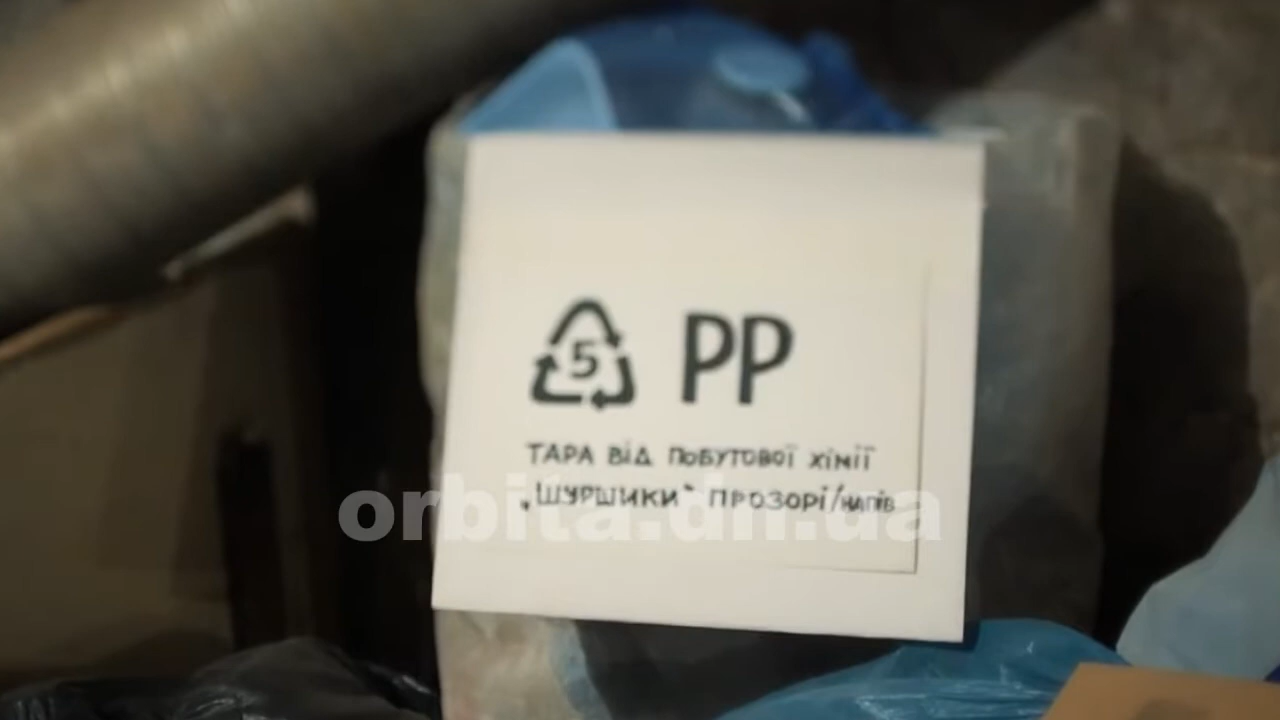 5 PP
ТАРА ВІД ПОБУТОВОЇ ХІМІЇ
„ШУРШИКИ“ ПРОЗОРІ/НАПІВ
orbita.dn.ua